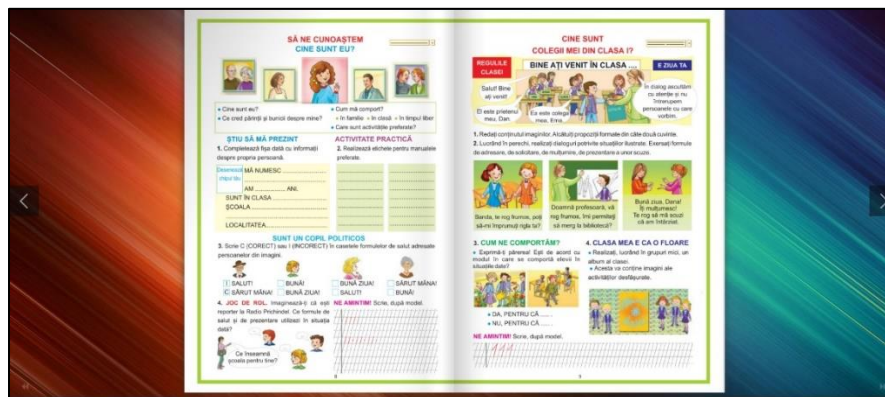 SĂ NE CUNOAȘTEM
CINE SUNT EU?
• Cine sunt eu?
• Ce cred părinții și bunicii despre mine?
• Cum mă comport?
• în familie • în clasă • în timpul liber
• Care sunt activitățile preferate?
ȘTIU SĂ MĂ PREZINT
1. Completează fișa dată cu informații
despre propria persoană.
Desenează
chipul tău
MĂ NUMESC
AM ANI.
SUNT ÎN CLASA
ȘCOALA
LOCALITATEA
ACTIVITATE PRACTICĂ
2. Realizează etichete pentru manualele
preferate.
SUNT UN COPIL POLITICOS
3. Scrie C (CORECT) sau I (INCORECT) în casetele formulelor de salut adresate
persoanelor din imagini.
I SALUT! BUNĂ! BUNĂ ZIUA! SĂRUT MÂNA!
C SĂRUT MÂNA! BUNĂ ZIUA! SALUT! BUNĂ!
4. JOC DE ROL. Imaginează-ți că ești
reporter la Radio Prichindel. Ce formule de
salut și de prezentare utilizezi în situația
dată?
Ce înseamnă
școala pentru tine?
NE AMINTIM! Scrie, după model.
CINE SUNT
COLEGII MEI DIN CLASA I?
REGULILE
CLASEI
BINE AȚI VENIT ÎN CLASA ...
E ZIUA TA
Salut! Bine
ați venit!
El este prietenul
meu, Dan.
Ea este colega
mea, Ema.
În dialog ascultăm
cu atenție și nu
întrerupem
persoanele cu care
vorbim.
1. Redați conținutul imaginilor. Alcătuiți propoziții formate din câte două cuvinte.
2. Lucrând în perechi, realizați dialoguri potrivite situațiilor ilustrate. Exersați formule
de adresare, de solicitare, de mulțumire, de prezentare a unor scuze.
Sanda, te rog frumos, poți
să-mi împrumuți rigla ta?
Doamnă profesoară, vă
rog frumos, îmi permiteți
să merg la bibliotecă?
Bună ziua, Dana!
Îți mulțumesc!
Te rog să mă scuzi
că am întârziat.
3. CUM NE COMPORTĂM?
• Exprimă-ți părerea! Ești de acord cu
modul în care se comportă elevii în
situațiile date?
• DA, PENTRU CĂ
• NU, PENTRU CĂ
4. CLASA MEA E CA O FLOARE
• Realizați, lucrând în grupuri mici, un
album al clasei.
• Acesta va conține imagini ale
activităților desfășurate.
NE AMINTIM! Scrie, după model.